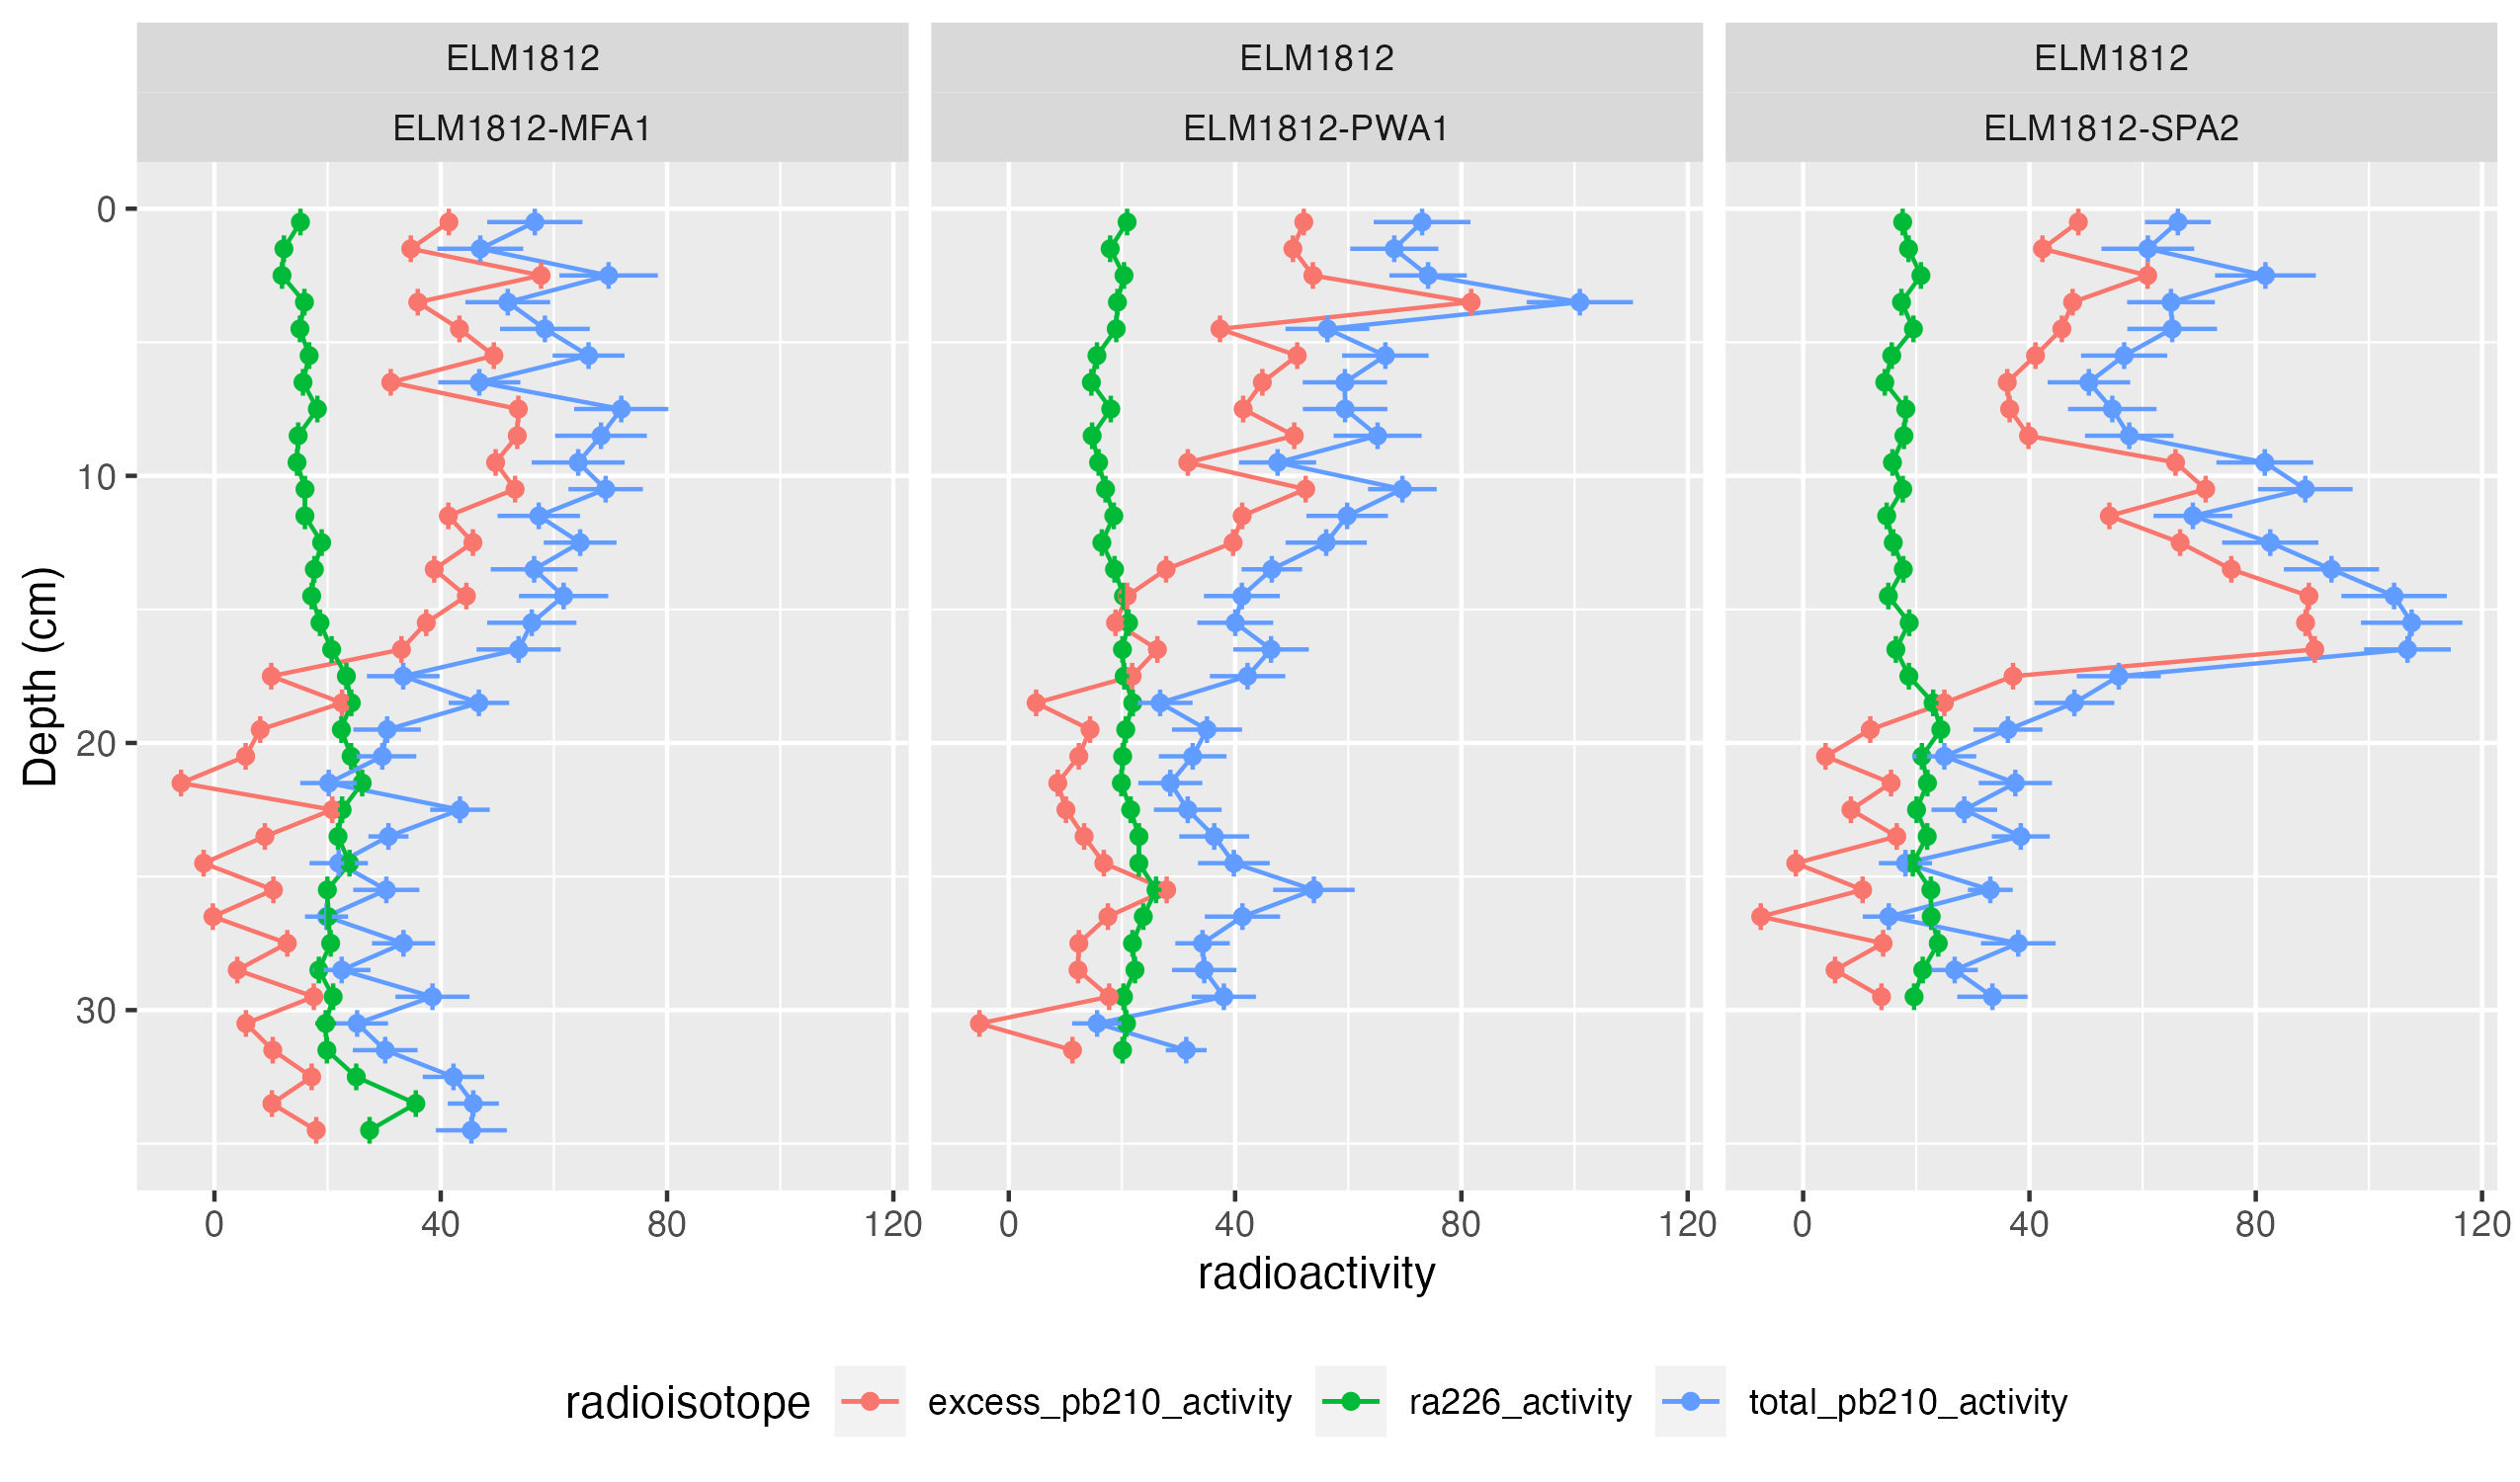 ELM1812 ELM1812 ELM1812
ELM1812-MFA1 ELM1812-PWA1 ELM1812-SPA2
Depth (cm)
0
10
20
30
0 40 80 120 0 40 80 120 0 40 80 120
radioactivity
radioisotope excess_pb210_activity ra226_activity total_pb210_activity